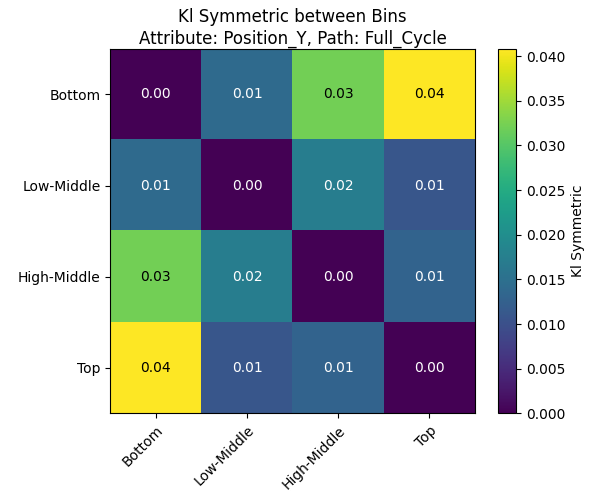 Kl Symmetric between Bins
Attribute: Position_Y, Path: Full_Cycle
Bottom 0.00 0.01 0.03 0.04
Low-Middle 0.01 0.00 0.02 0.01
High-Middle 0.03 0.02 0.00 0.01
Top 0.04 0.01 0.01 0.00
Bottom Low-Middle High-Middle Top
0.040
0.035
0.030
0.025
0.020
0.015
0.010
0.005
0.000
Kl Symmetric